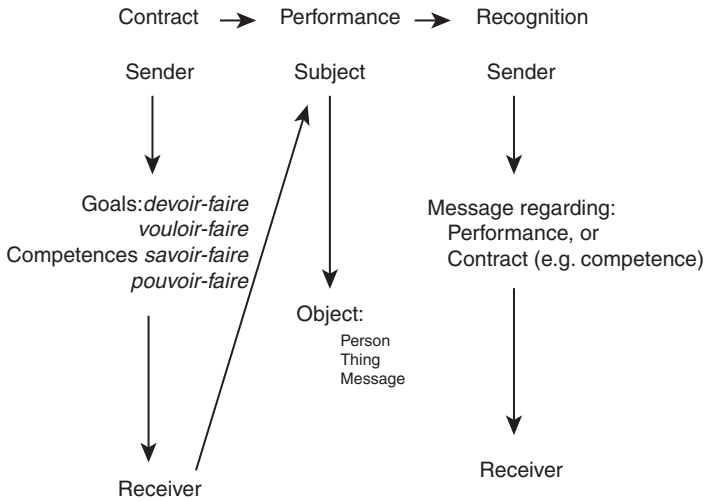 Contract → Performance → Recognition
Sender
Goals:devoir-faire
vouloir-faire
Competences savoir-faire
pouvoir-faire
Receiver
Subject
Object:
Person
Thing
Message
Sender
Message regarding:
Performance, or
Contract (e.g. competence)
Receiver